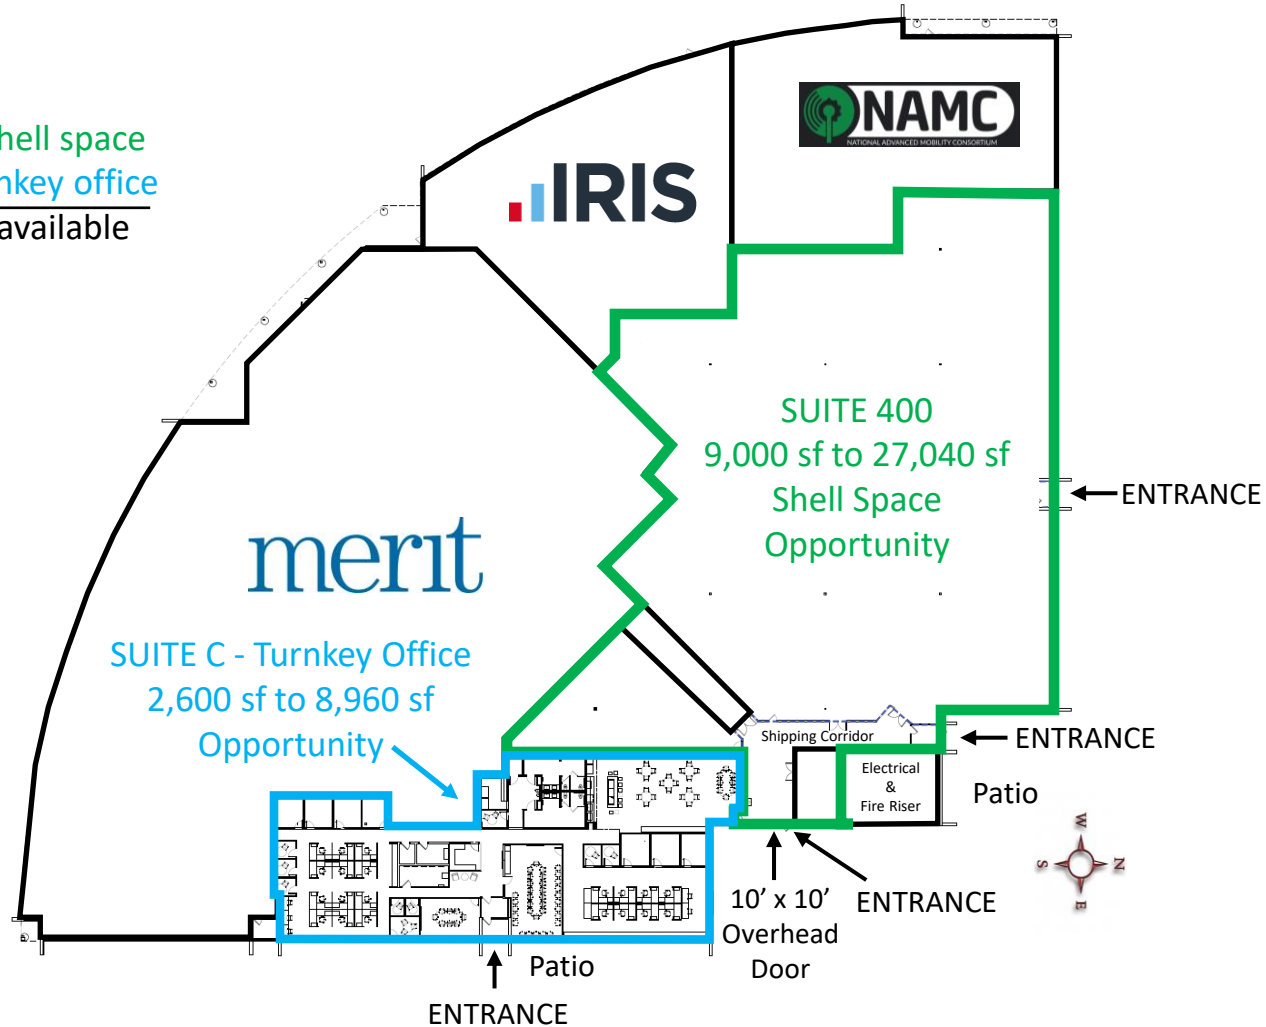 hell space
nkey office
available
NAMC
NATIONAL ADVANCED MOBILITY CONSORTIUM
IRIS
SUITE 400
9,000 sf to 27,040 sf
Shell Space
Opportunity
ENTRANCE
merit
SUITE C - Turnkey Office
2,600 sf to 8,960 sf
Opportunity
Shipping Corridor
ENTRANCE
Electrical
&
Fire Riser
Patio
W
S N
E
10’ x 10’
Overhead
Door
ENTRANCE
Patio
ENTRANCE